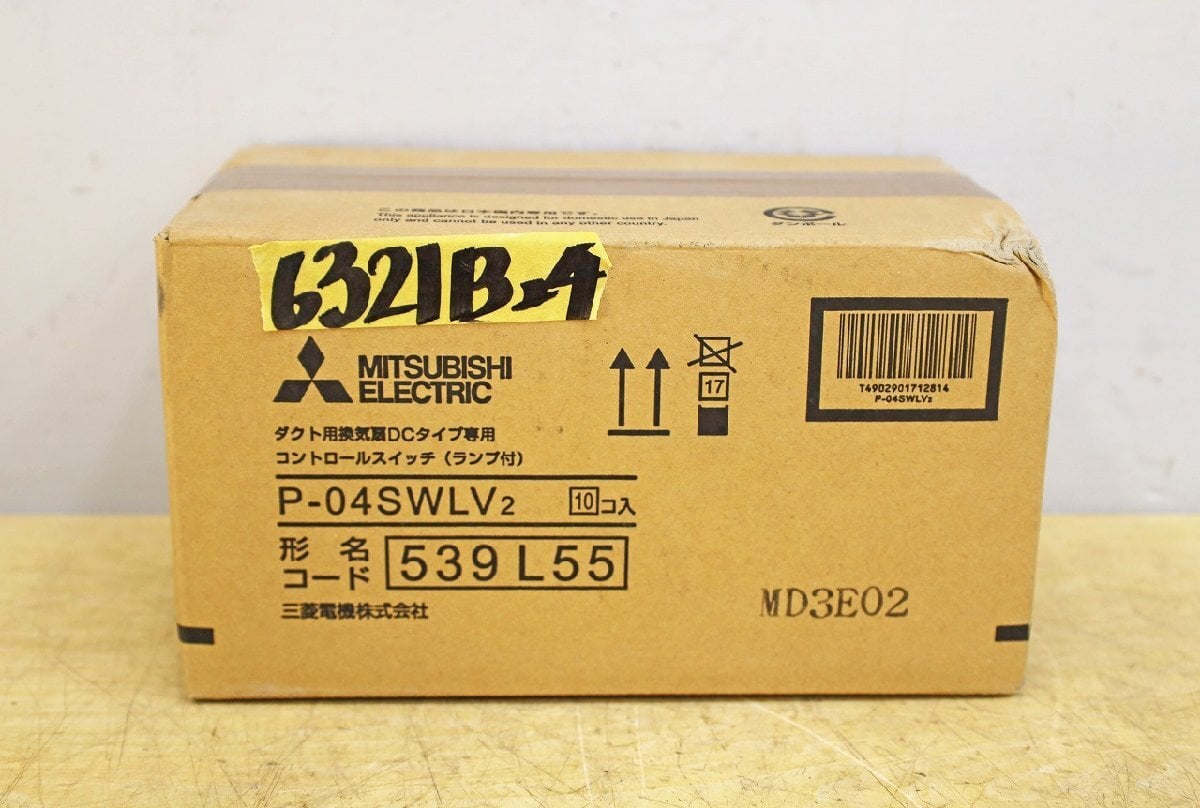 この商品は日本国内専用です。
This appliance is designed for domestic use in Japan
only and cannot be used in any other country.
ダンボール
6321B-4
MITSUBISHI
ELECTRIC
17
T4902901712814
P-04SWLV2
ダクト用換気扇DCタイプ専用
コントロールスイッチ（ランプ付）
P-04SWLV2 10コ入
形名
コード 539 L55
三菱電機株式会社
MD3E02